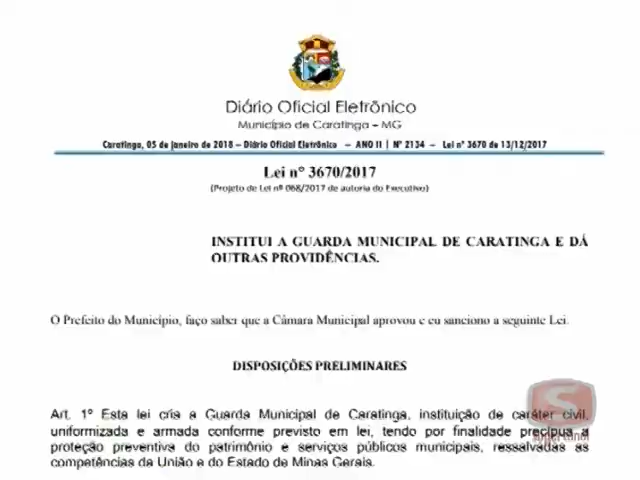 Diário Oficial Eletrônico
Município de Caratinga – MG
Caratinga, 05 de Janeiro de 2018 – Diário Oficial Eletrônico – ANO II | Nº 2134 – Lei nº 3670 de 13/12/2017
Lei nº 3670/2017
(Projeto de Lei nº 068/2017 de autoria do Executivo)
INSTITUI A GUARDA MUNICIPAL DE CARATINGA E DÁ
OUTRAS PROVIDÊNCIAS.
O Prefeito do Município, faço saber que a Câmara Municipal aprovou e eu sanciono a seguinte Lei.
DISPOSIÇÕES PRELIMINARES
Art. 1º Esta lei cria a Guarda Municipal de Caratinga, instituição de caráter civil,
uniformizada e armada conforme previsto em lei, tendo por finalidade precípua a
proteção preventiva do patrimônio e serviços públicos municipais, ressalvadas as
competências da União e do Estado de Minas Gerais.